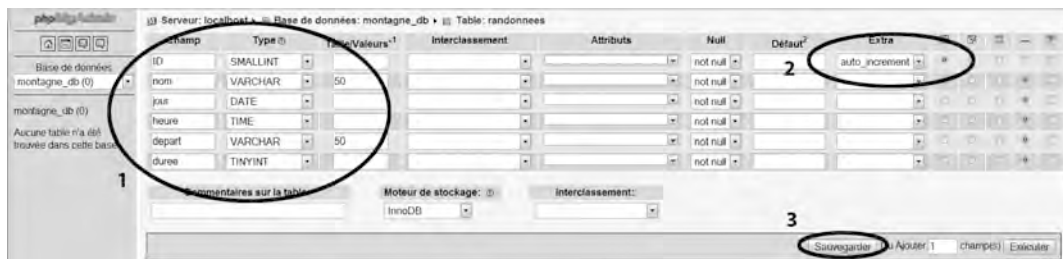 phpMyAdmin
Serveur: localhost ▸ Base de données: montagne_db ▸ Table: randonnees
Champ Type Taille/Valeurs*1 Interclassement Attributs Null Défaut2 Extra
ID SMALLINT not null auto_increment
nom VARCHAR 50 not null
jour DATE not null
heure TIME not null
depart VARCHAR 50 not null
duree TINYINT not null
1
2
Base de données
montagne_db (0)
montagne_db (0)
Aucune table n'a été
trouvée dans cette base.
Commentaires sur la table: Moteur de stockage: Interclassement:
InnoDB
3
Sauvegarder Ou Ajouter 1 champ(s) Exécuter